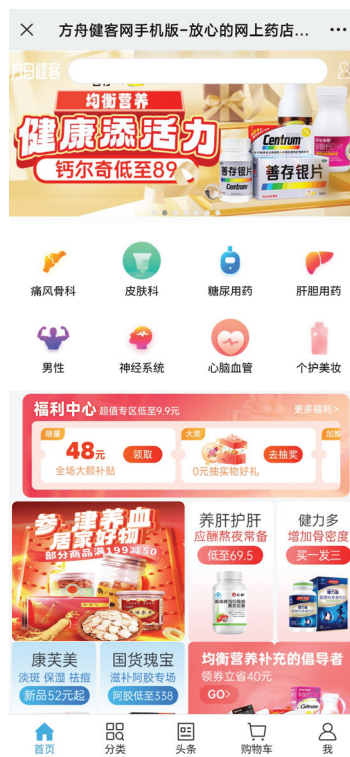 方舟健客网手机版-放心的网上药店...
方舟健客
均衡营养
健康添活力
钙尔奇低至89
Centrum
善存银片
善存银片
痛风骨科
皮肤科
糖尿用药
肝胆用药
男性
神经系统
心脑血管
个护美妆
福利中心 超值专区低至9.9元
更多福利>
限量
48元
领取
全场大额补贴
大奖
去抽奖
0元抽实物好礼
加
参 津养血
居家好物
部分商品满199减50
养肝护肝
应酬熬夜常备
低至69.5
健力多
增加骨密度
买一发三
康芙美
淡斑 保湿 祛痘
新品52元起
国货瑰宝
滋补阿胶专场
阿胶低至338
均衡营养补充的倡导者
领券立省40元
GO>
Caltrate
首页
分类
头条
购物车
我